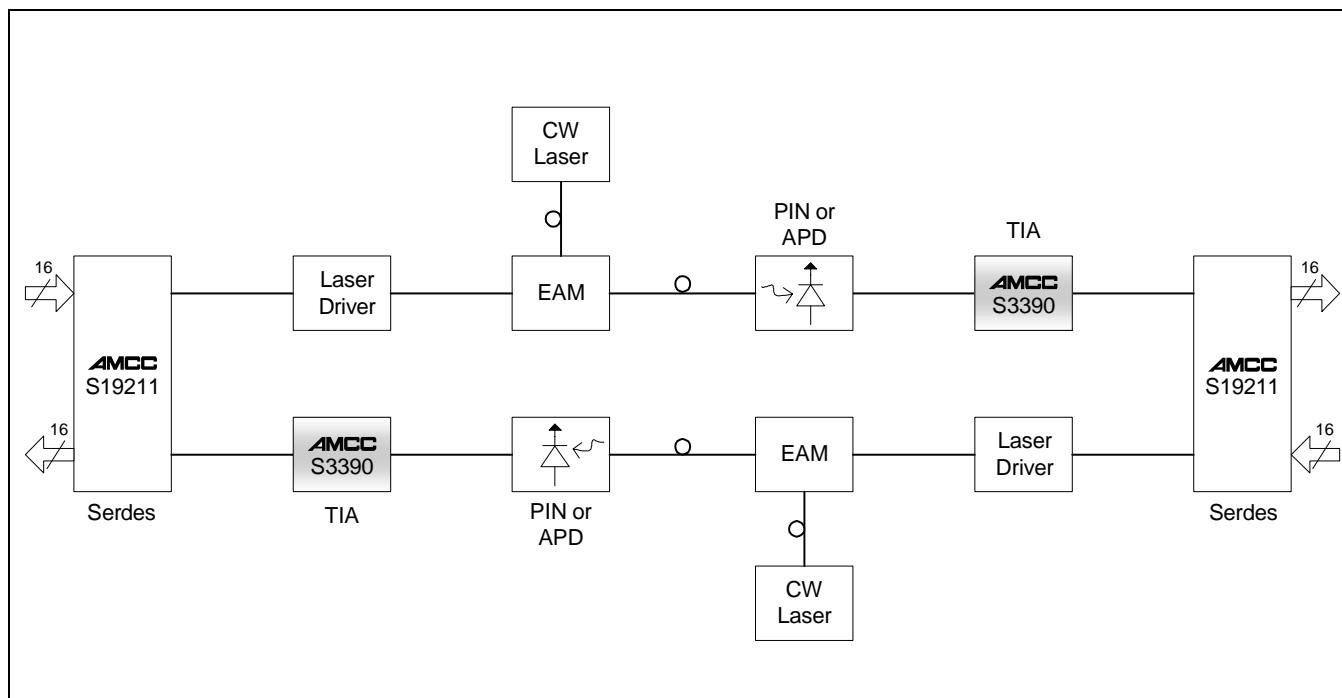 CW
Laser
PIN or
APD
TIA
16
16
Laser
Driver
EAM
AMCC
S3390
AMCC
S19211
AMCC
S19211
16
16
AMCC
S3390
EAM
Laser
Driver
Serdes
TIA
PIN or
APD
Serdes
CW
Laser